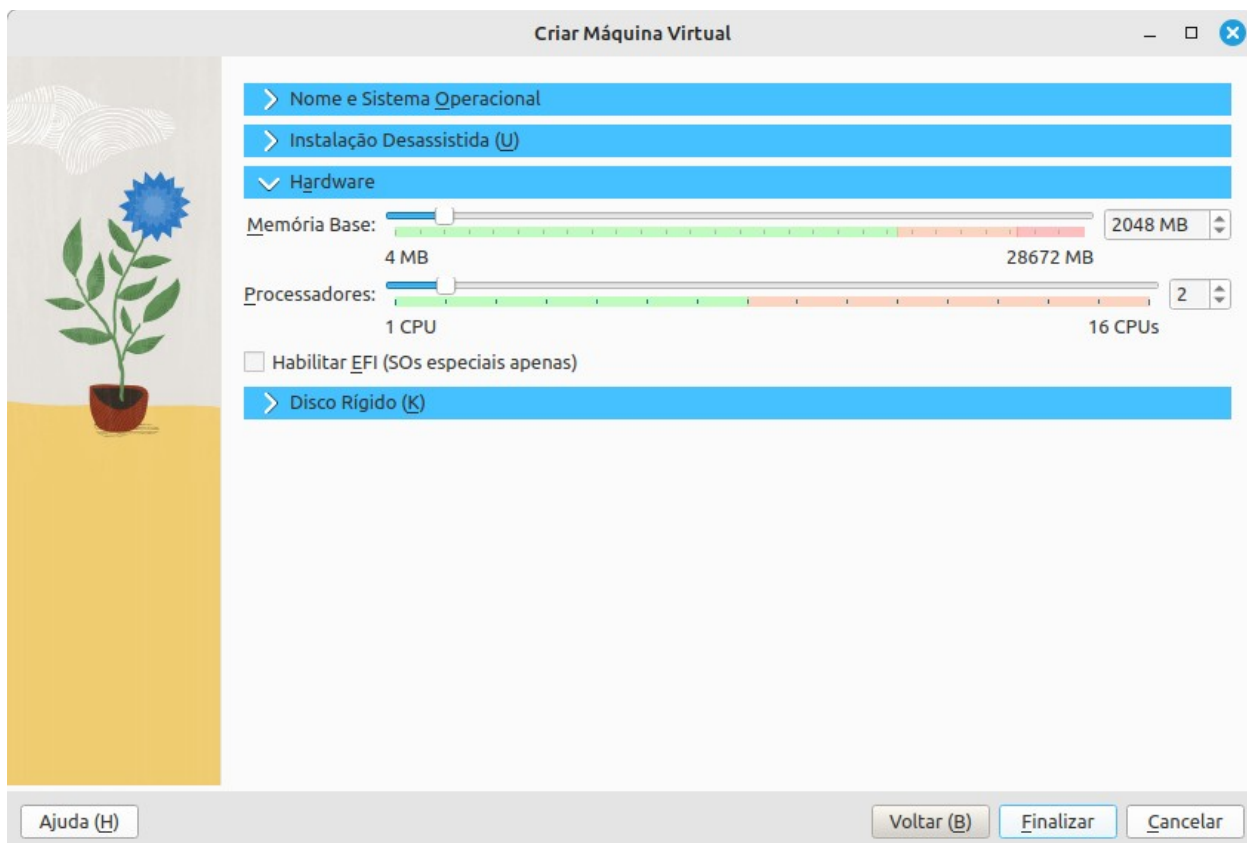 Criar Máquina Virtual
Nome e Sistema Operacional
Instalação Desassistida (U)
Hardware
Memória Base: 2048 MB
4 MB 28672 MB
Processadores: 2
1 CPU 16 CPUs
Habilitar EFI (SOs especiais apenas)
Disco Rígido (K)
Ajuda (H) Voltar (B) Finalizar Cancelar